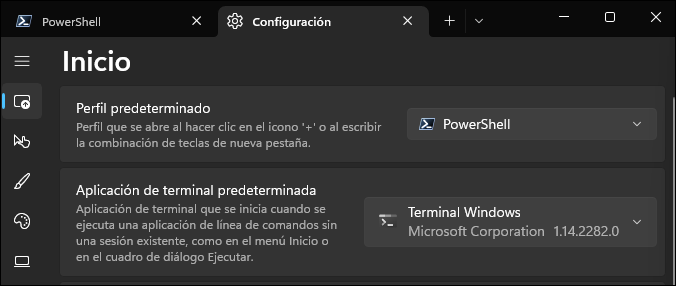 PowerShell
Configuración
Inicio
Perfil predeterminado
Perfil que se abre al hacer clic en el icono '+' o al escribir
la combinación de teclas de nueva pestaña.
PowerShell
Aplicación de terminal predeterminada
Aplicación de terminal que se inicia cuando se
ejecuta una aplicación de línea de comandos sin
una sesión existente, como en el menú Inicio o
en el cuadro de diálogo Ejecutar.
Terminal Windows
Microsoft Corporation 1.14.2282.0